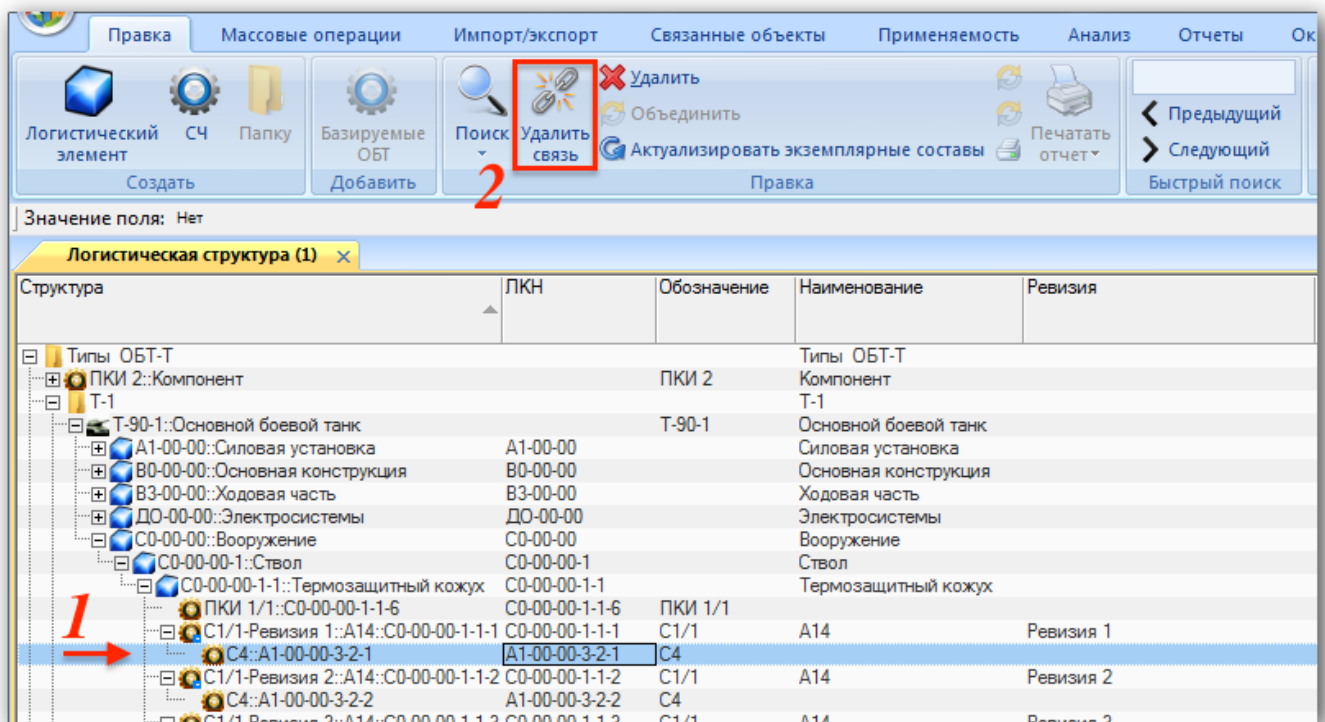 Правка Массовые операции Импорт/экспорт Связанные объекты Применяемость Анализ Отчеты Ок
Логистический элемент СЧ Папку Базируемые ОБТ Поиск Удалить связь Удалить
Объединить
Актуализировать экземплярные составы Печатать отчет Предыдущий
Следующий
Создать Добавить Правка Быстрый поиск
2
Значение поля: Нет
Логистическая структура (1)
Структура ЛКН Обозначение Наименование Ревизия
Типы ОБТ-Т Типы ОБТ-Т
ПКИ 2::Компонент ПКИ 2 Компонент
Т-1 Т-1
Т-90-1::Основной боевой танк Т-90-1 Основной боевой танк
А1-00-00::Силовая установка А1-00-00 Силовая установка
В0-00-00::Основная конструкция В0-00-00 Основная конструкция
В3-00-00::Ходовая часть В3-00-00 Ходовая часть
ДО-00-00::Электросистемы ДО-00-00 Электросистемы
С0-00-00::Вооружение С0-00-00 Вооружение
С0-00-00-1::Ствол С0-00-00-1 Ствол
С0-00-00-1-1::Термозащитный кожух С0-00-00-1-1 Термозащитный кожух
ПКИ 1/1::С0-00-00-1-1-6 С0-00-00-1-1-6 ПКИ 1/1
1
С1/1-Ревизия 1::А14::С0-00-00-1-1-1 С0-00-00-1-1-1 С1/1 А14 Ревизия 1
С4::А1-00-00-3-2-1 А1-00-00-3-2-1 С4
С1/1-Ревизия 2::А14::С0-00-00-1-1-2 С0-00-00-1-1-2 С1/1 А14 Ревизия 2
С4::А1-00-00-3-2-2 А1-00-00-3-2-2 С4